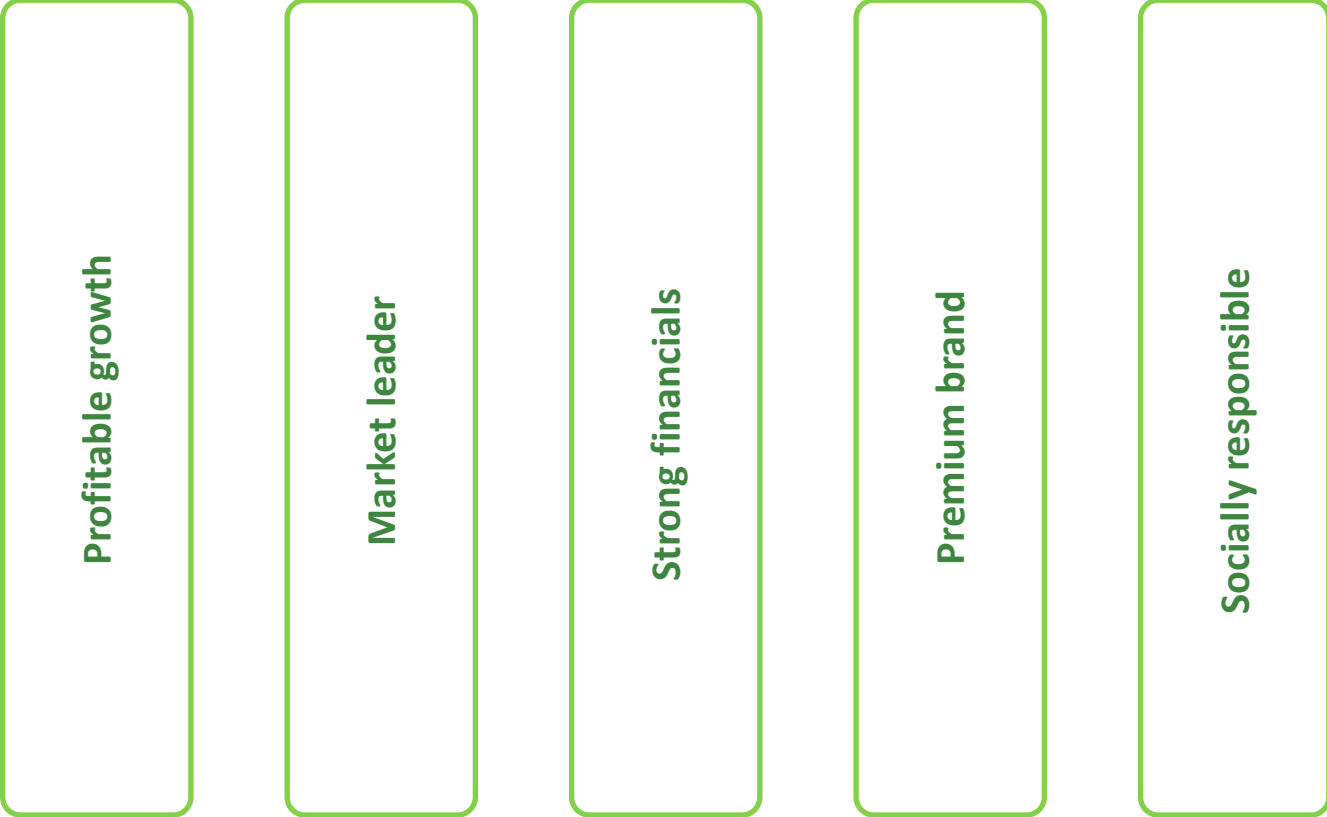 Profitable growth
Market leader
Strong financials
Premium brand
Socially responsible